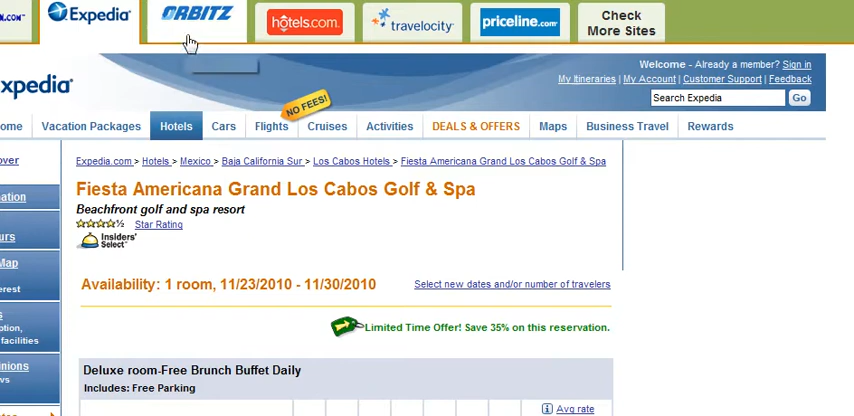 Expedia
ORBITZ
hotels.com
travelocity
priceline.com
Check
More Sites
Welcome - Already a member? Sign in
My Itineraries | My Account | Customer Support | Feedback
Search Expedia
Go
NO FEES!
Vacation Packages
Hotels
Cars
Flights
Cruises
Activities
DEALS & OFFERS
Maps
Business Travel
Rewards
Expedia.com > Hotels > Mexico > Baja California Sur > Los Cabos Hotels > Fiesta Americana Grand Los Cabos Golf & Spa
Fiesta Americana Grand Los Cabos Golf & Spa
Beachfront golf and spa resort
Star Rating
Insiders'
Select
Availability: 1 room, 11/23/2010 - 11/30/2010
Select new dates and/or number of travelers
Limited Time Offer! Save 35% on this reservation.
Map
facilities
Deluxe room-Free Brunch Buffet Daily
Includes: Free Parking
Avg rate